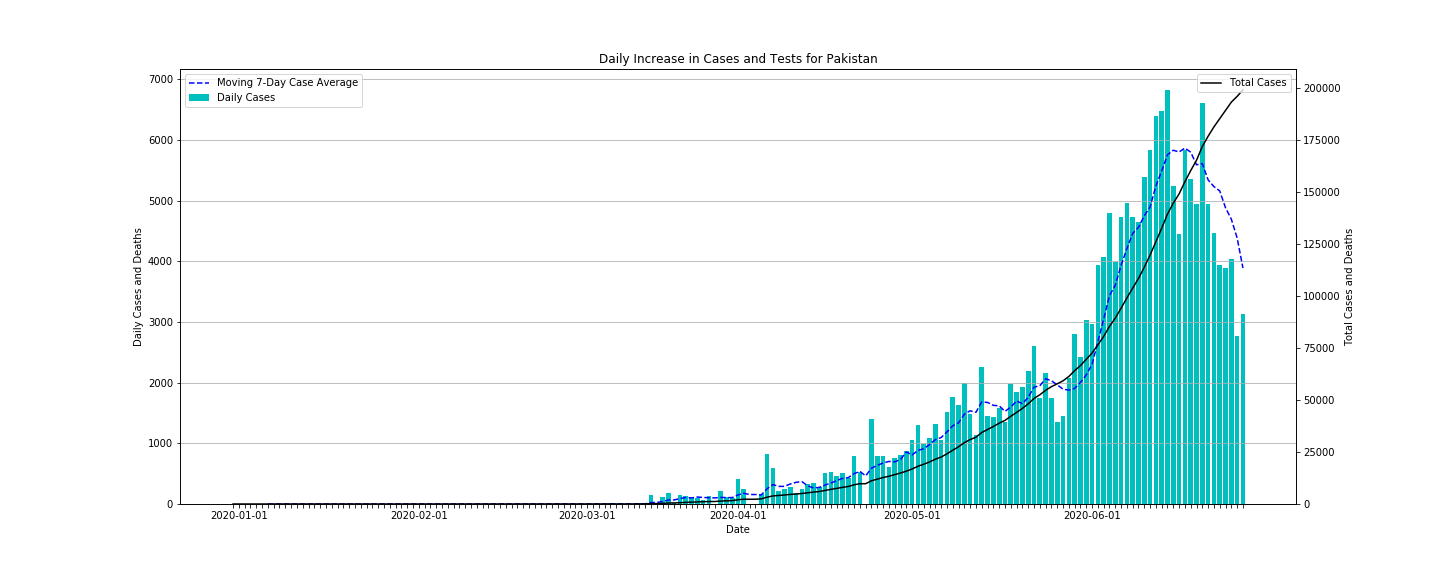 Daily Increase in Cases and Tests for Pakistan
Moving 7-Day Case Average
Daily Cases
Total Cases
Daily Cases and Deaths
7000
6000
5000
4000
3000
2000
1000
0
200000
175000
150000
125000
100000
75000
50000
25000
0
Total Cases and Deaths
2020-01-01 2020-02-01 2020-03-01 2020-04-01 2020-05-01 2020-06-01
Date